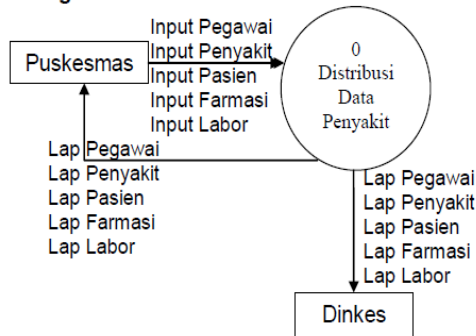 Input Pegawai
Input Penyakit
Input Pasien
Input Farmasi
Input Labor
Puskesmas
0
Distribusi
Data
Penyakit
Lap Pegawai
Lap Penyakit
Lap Pasien
Lap Farmasi
Lap Labor
Lap Pegawai
Lap Penyakit
Lap Pasien
Lap Farmasi
Lap Labor
Dinkes